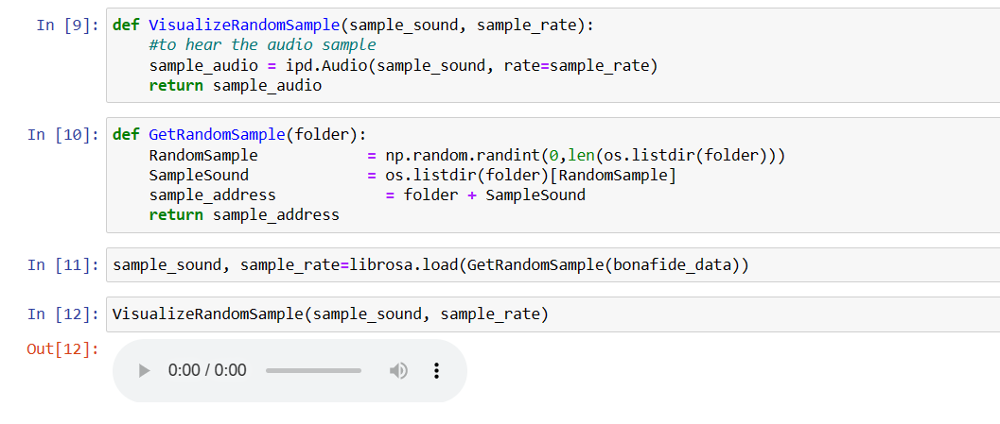 In [9]: def VisualizeRandomSample(sample_sound, sample_rate):
    #to hear the audio sample
    sample_audio = ipd.Audio(sample_sound, rate=sample_rate)
    return sample_audio
In [10]: def GetRandomSample(folder):
    RandomSample            = np.random.randint(0,len(os.listdir(folder)))
    SampleSound             = os.listdir(folder)[RandomSample]
    sample_address            = folder + SampleSound
    return sample_address
In [11]: sample_sound, sample_rate=librosa.load(GetRandomSample(bonafide_data))
In [12]: VisualizeRandomSample(sample_sound, sample_rate)
Out[12]:
0:00 / 0:00